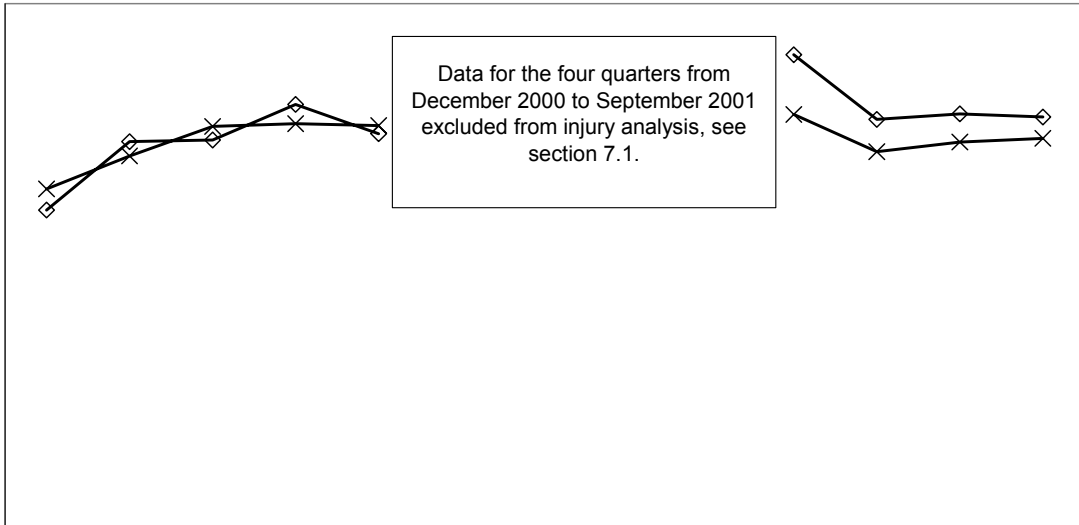 Data for the four quarters from
December 2000 to September 2001
excluded from injury analysis, see
section 7.1.